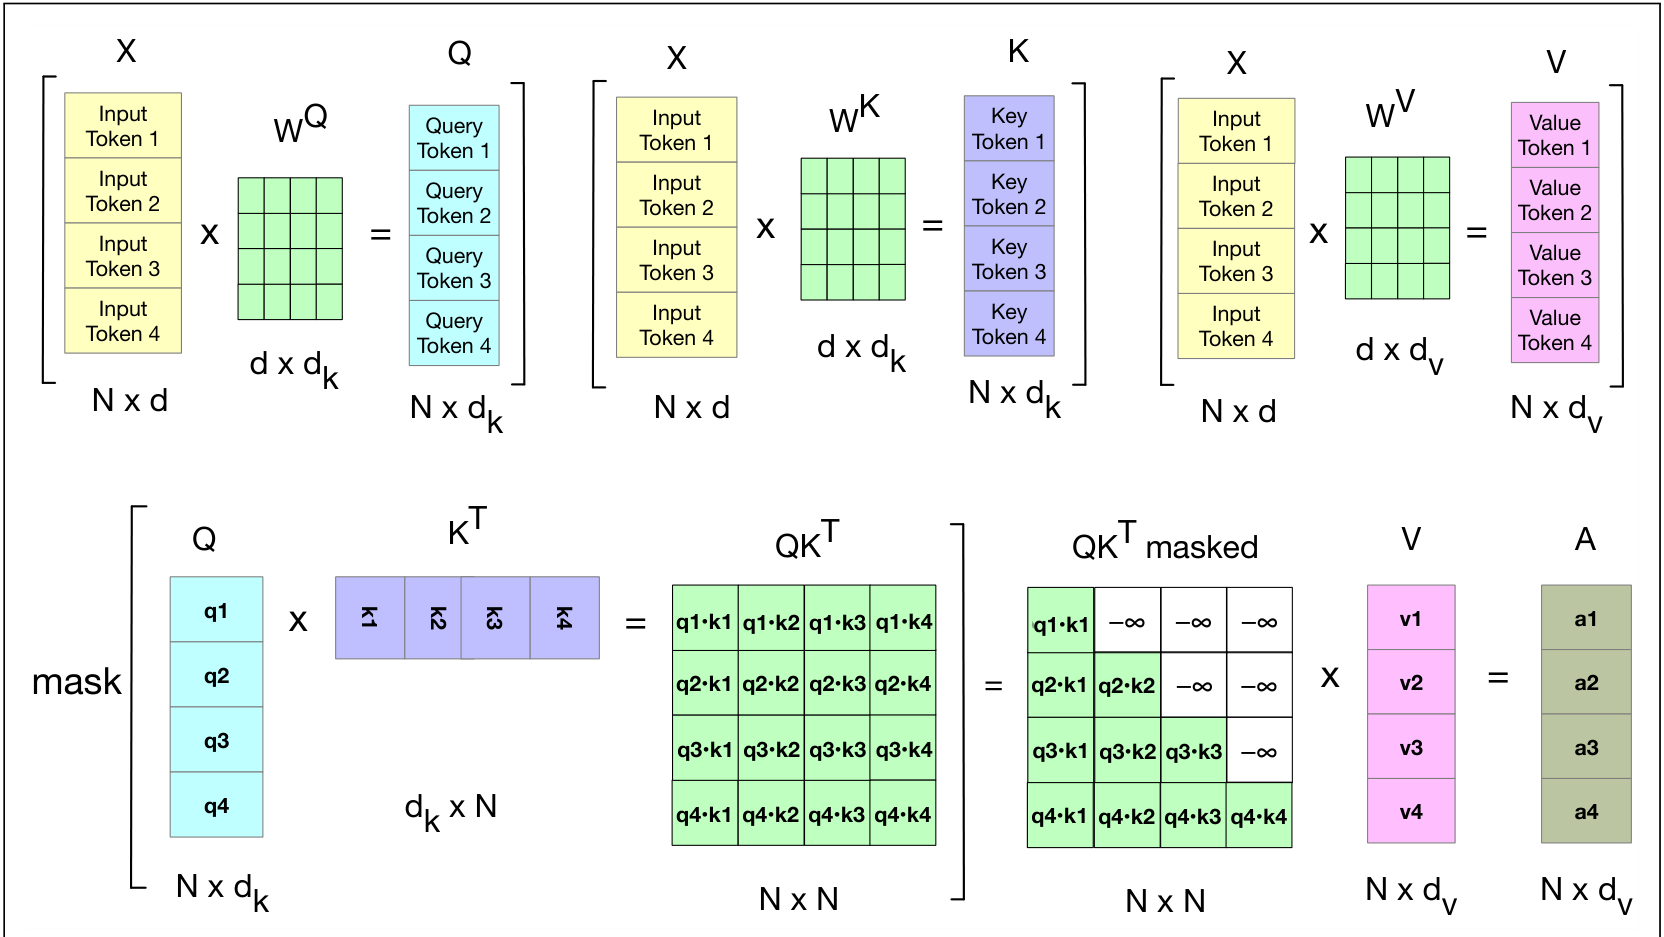 X
Input
Token 1
Input
Token 2
Input
Token 3
Input
Token 4
N x d
x
W^Q
d x d_k
=
Q
Query
Token 1
Query
Token 2
Query
Token 3
Query
Token 4
N x d_k
X
Input
Token 1
Input
Token 2
Input
Token 3
Input
Token 4
N x d
x
W^K
d x d_k
=
K
Key
Token 1
Key
Token 2
Key
Token 3
Key
Token 4
N x d_k
X
Input
Token 1
Input
Token 2
Input
Token 3
Input
Token 4
N x d
x
W^V
d x d_v
=
V
Value
Token 1
Value
Token 2
Value
Token 3
Value
Token 4
N x d_v
mask
Q
q1
q2
q3
q4
N x d_k
x
K^T
k1 k2 k3 k4
d_k x N
=
QK^T
q1•k1 q1•k2 q1•k3 q1•k4
q2•k1 q2•k2 q2•k3 q2•k4
q3•k1 q3•k2 q3•k3 q3•k4
q4•k1 q4•k2 q4•k3 q4•k4
N x N
=
QK^T masked
q1•k1 −∞ −∞ −∞
q2•k1 q2•k2 −∞ −∞
q3•k1 q3•k2 q3•k3 −∞
q4•k1 q4•k2 q4•k3 q4•k4
N x N
x
V
v1
v2
v3
v4
N x d_v
=
A
a1
a2
a3
a4
N x d_v